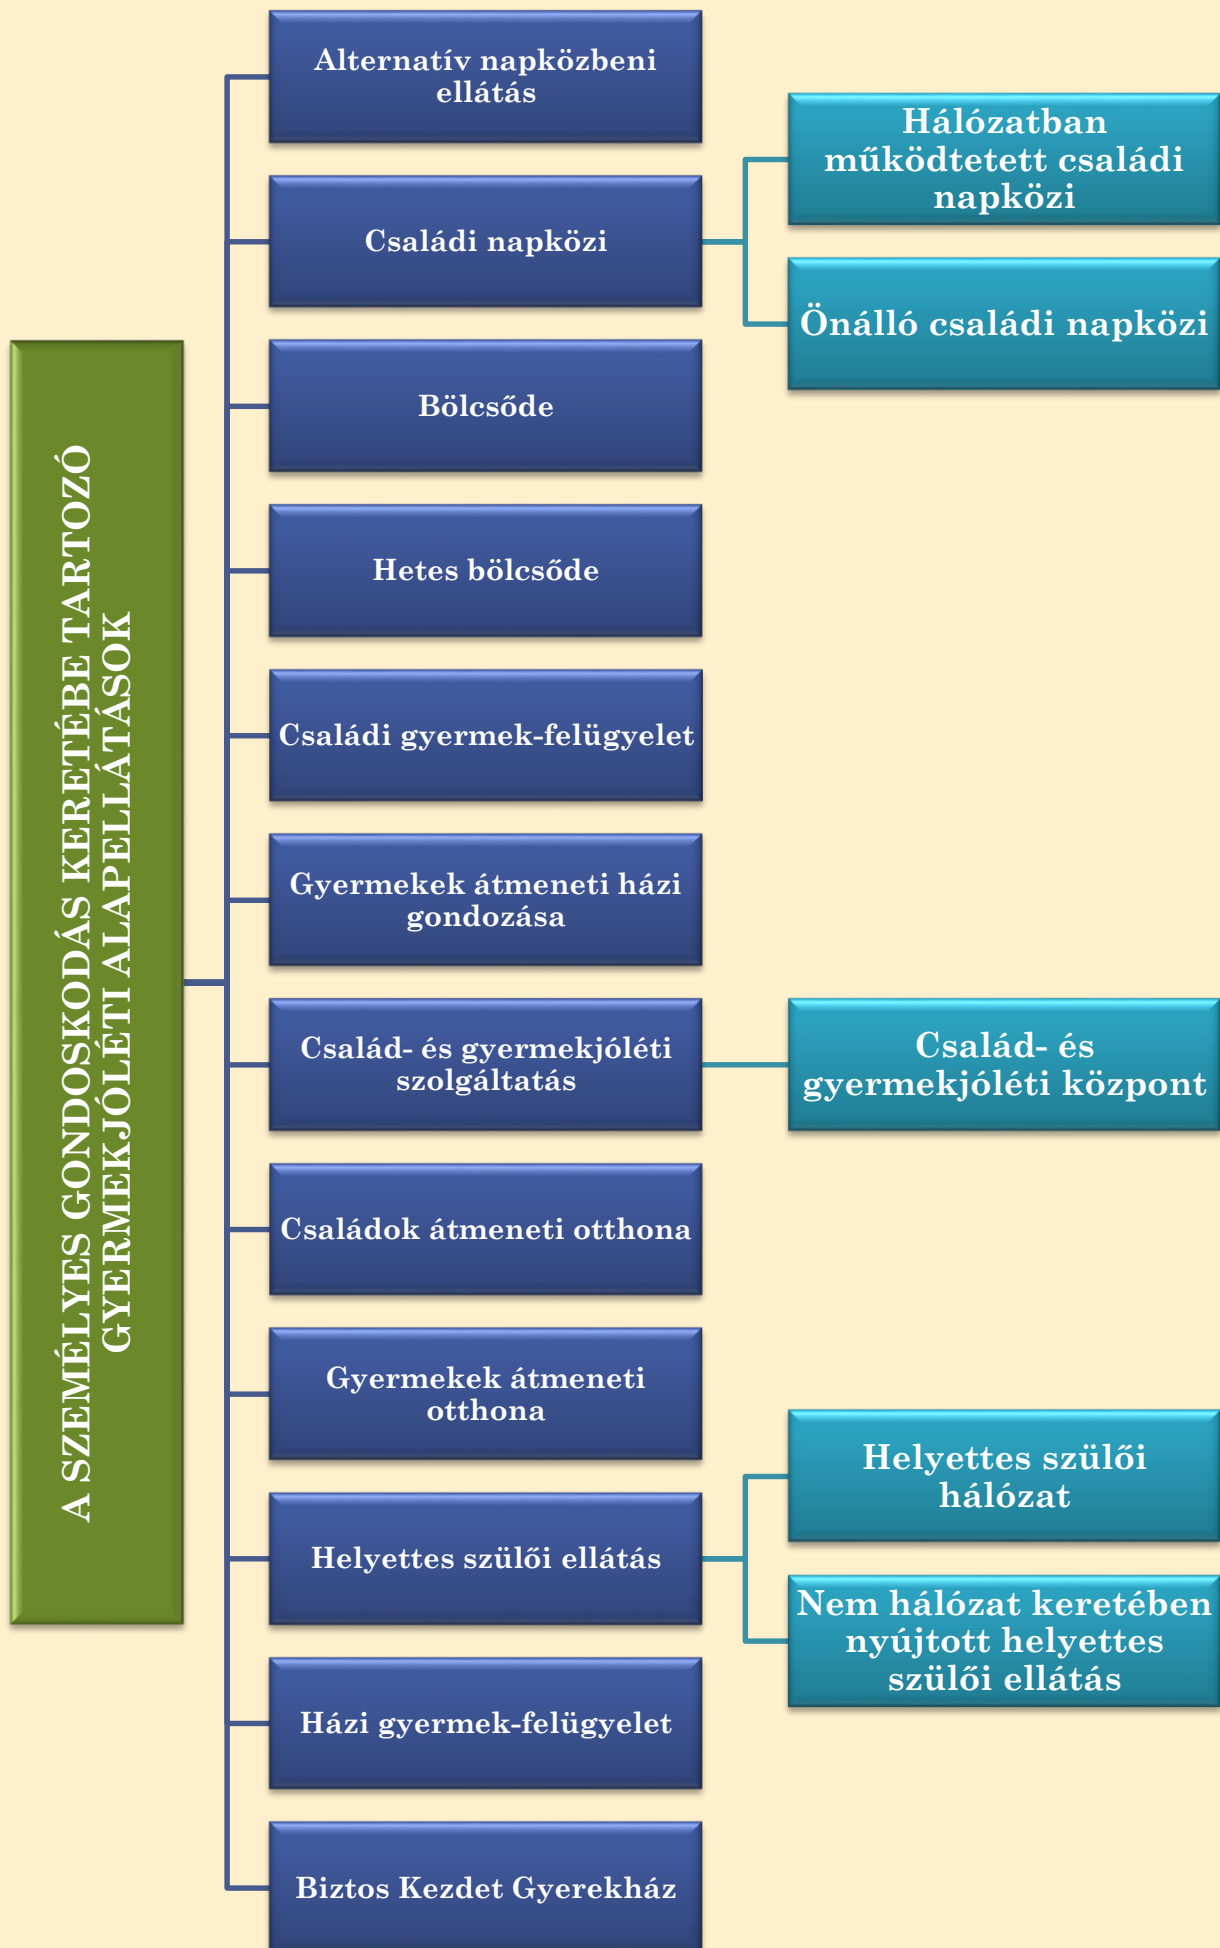 A SZEMÉLYES GONDOSKODÁS KERETÉBE TARTOZÓ
GYERMEKJÓLÉTI ALAPELLÁTÁSOK
Alternatív napközbeni
ellátás
Családi napközi
Hálózatban
működtetett családi
napközi
Önálló családi napközi
Bölcsőde
Hetes bölcsőde
Családi gyermek-felügyelet
Gyermekek átmeneti házi
gondozása
Család- és gyermekjóléti
szolgáltatás
Család- és
gyermekjóléti központ
Családok átmeneti otthona
Gyermekek átmeneti
otthona
Helyettes szülői ellátás
Helyettes szülői
hálózat
Nem hálózat keretében
nyújtott helyettes
szülői ellátás
Házi gyermek-felügyelet
Biztos Kezdet Gyerekház